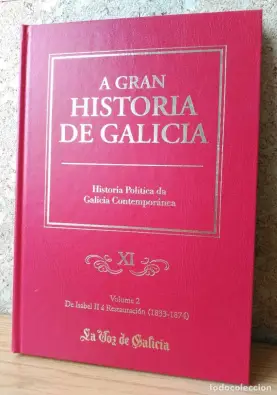 A GRAN
HISTORIA
DE GALICIA
Historia Política da
Galicia Contemporánea
XI
Volume 2
De Isabel II á Restauración (1833-1874)
La Voz de Galicia
todocoleccion